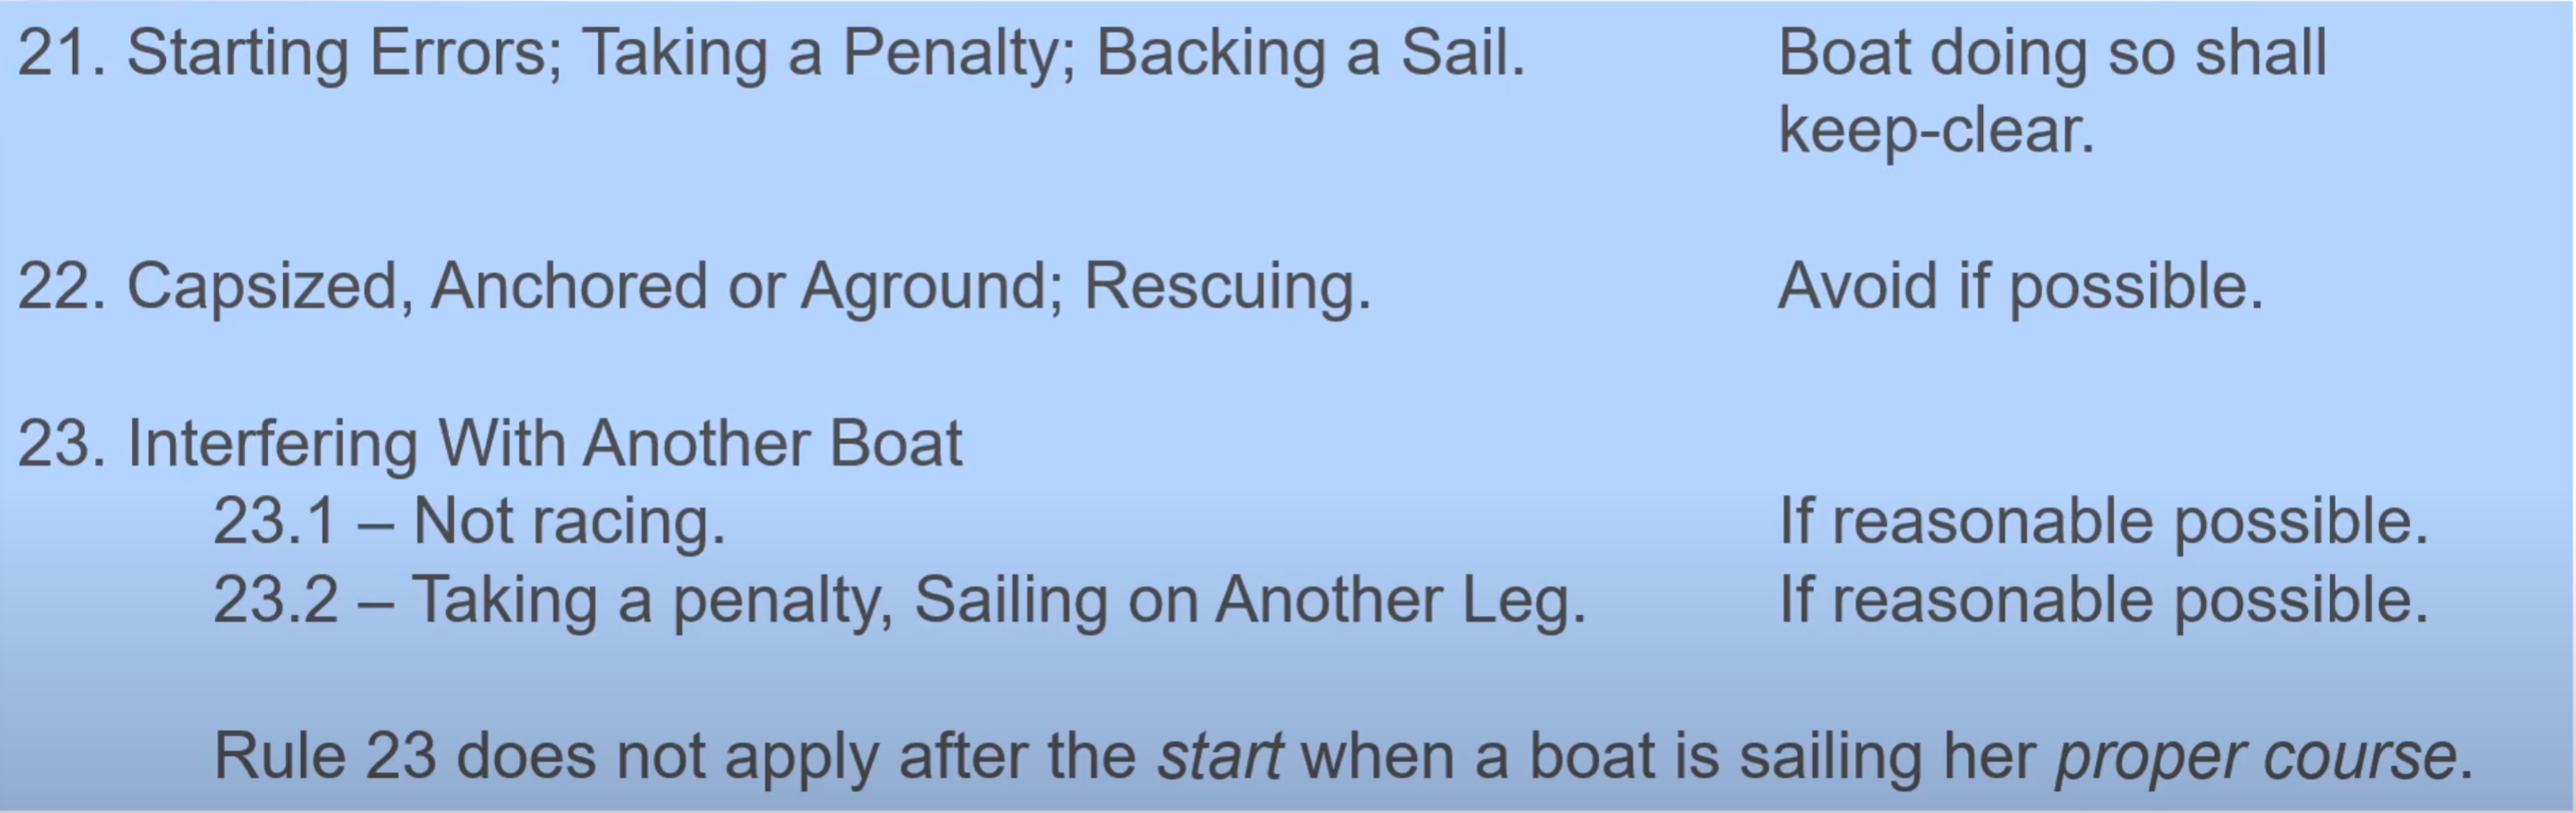 21. Starting Errors; Taking a Penalty; Backing a Sail. Boat doing so shall
keep-clear.
22. Capsized, Anchored or Aground; Rescuing. Avoid if possible.
23. Interfering With Another Boat
23.1 – Not racing. If reasonable possible.
23.2 – Taking a penalty, Sailing on Another Leg. If reasonable possible.
Rule 23 does not apply after the start when a boat is sailing her proper course.